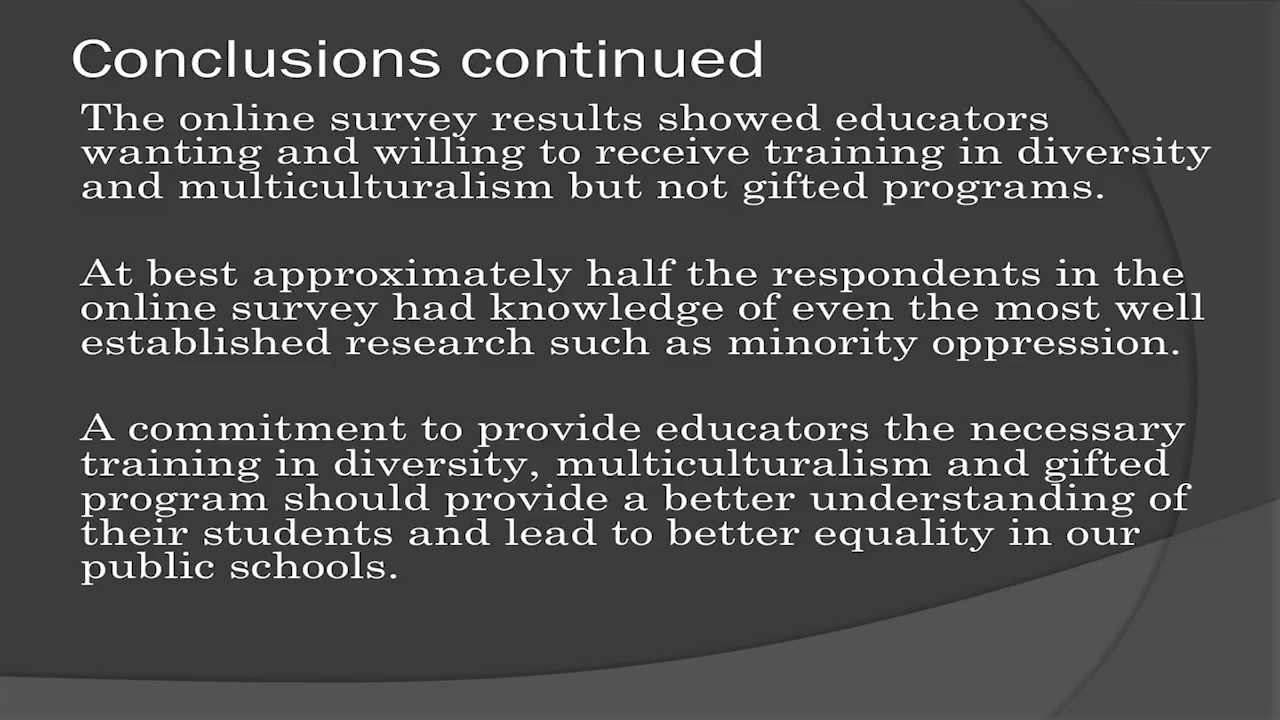 Conclusions continued
The online survey results showed educators
wanting and willing to receive training in diversity
and multiculturalism but not gifted programs.
At best approximately half the respondents in the
online survey had knowledge of even the most well
established research such as minority oppression.
A commitment to provide educators the necessary
training in diversity, multiculturalism and gifted
program should provide a better understanding of
their students and lead to better equality in our
public schools.